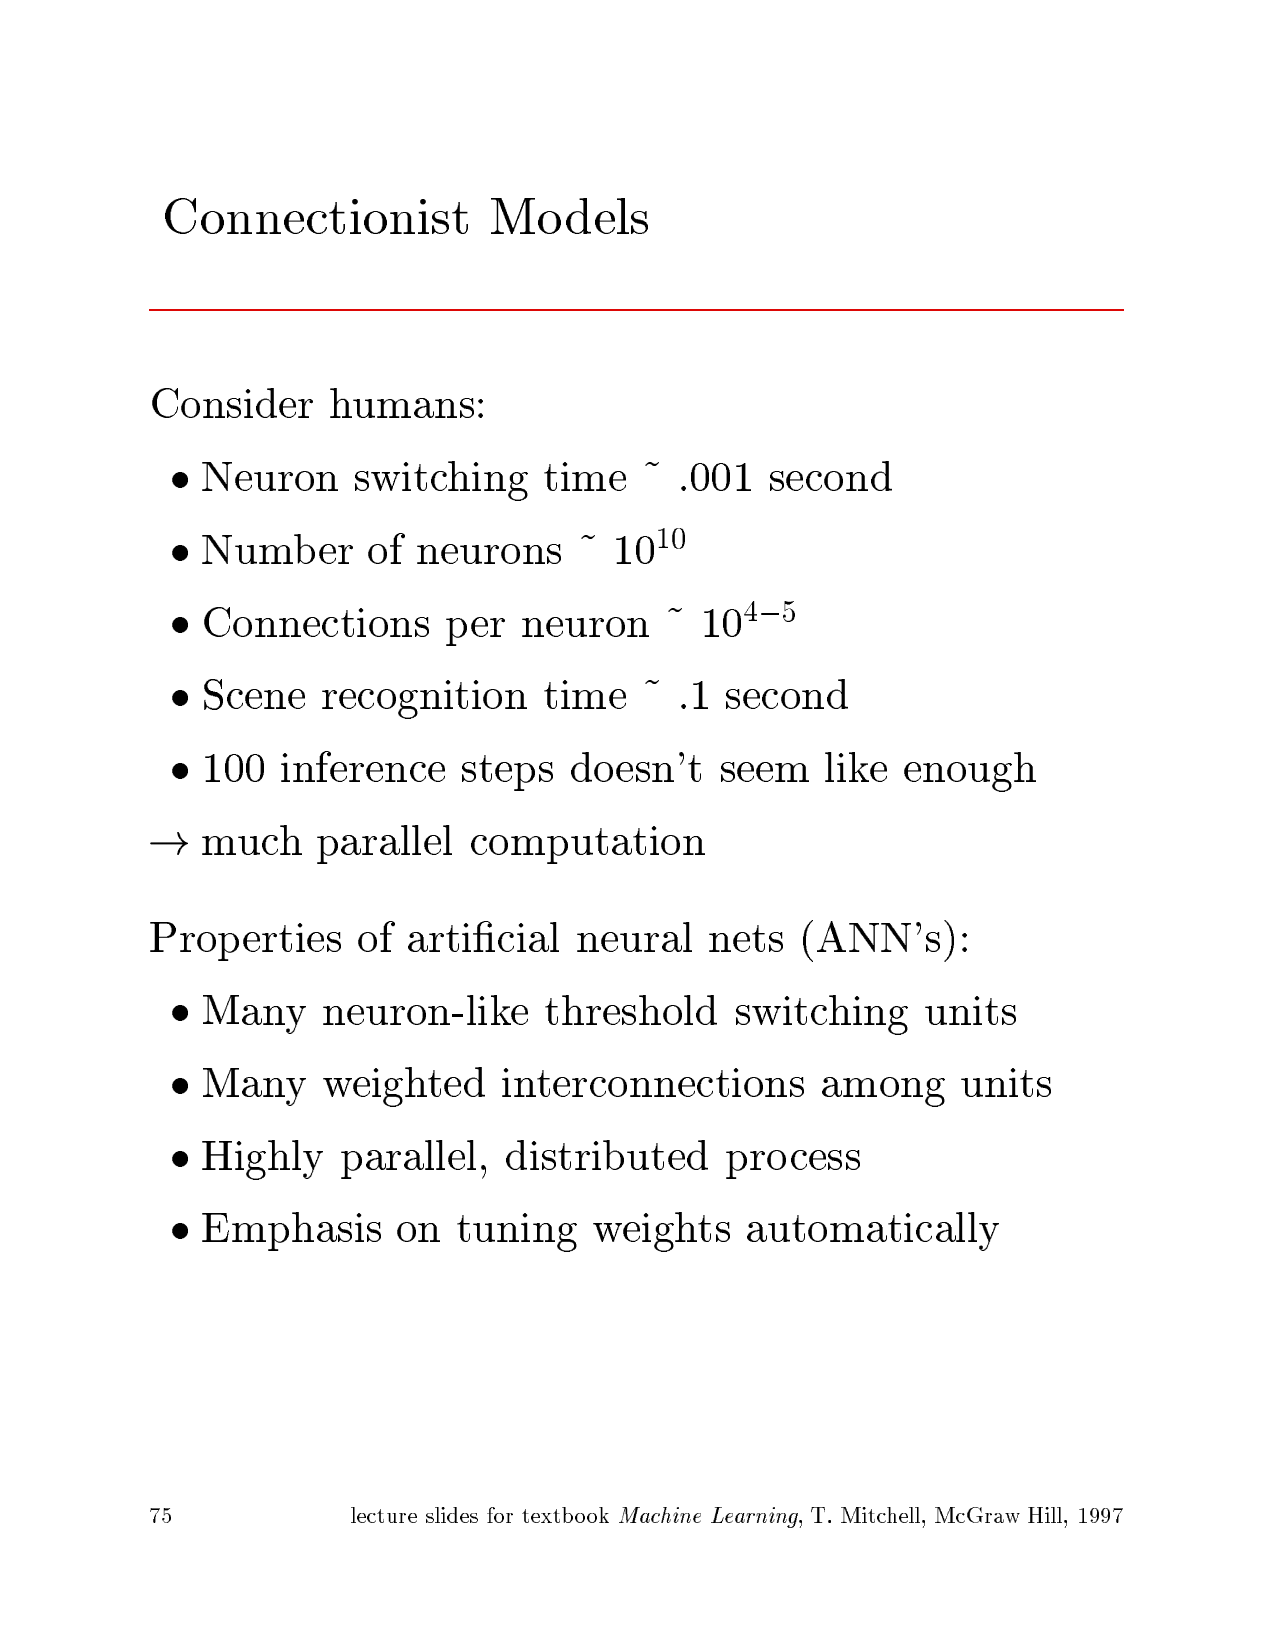 Connectionist Models
Consider humans:
• Neuron switching time ~ .001 second
• Number of neurons ~ 10^10
• Connections per neuron ~ 10^4−5
• Scene recognition time ~ .1 second
• 100 inference steps doesn't seem like enough
→ much parallel computation
Properties of artificial neural nets (ANN's):
• Many neuron-like threshold switching units
• Many weighted interconnections among units
• Highly parallel, distributed process
• Emphasis on tuning weights automatically
75 lecture slides for textbook Machine Learning, T. Mitchell, McGraw Hill, 1997